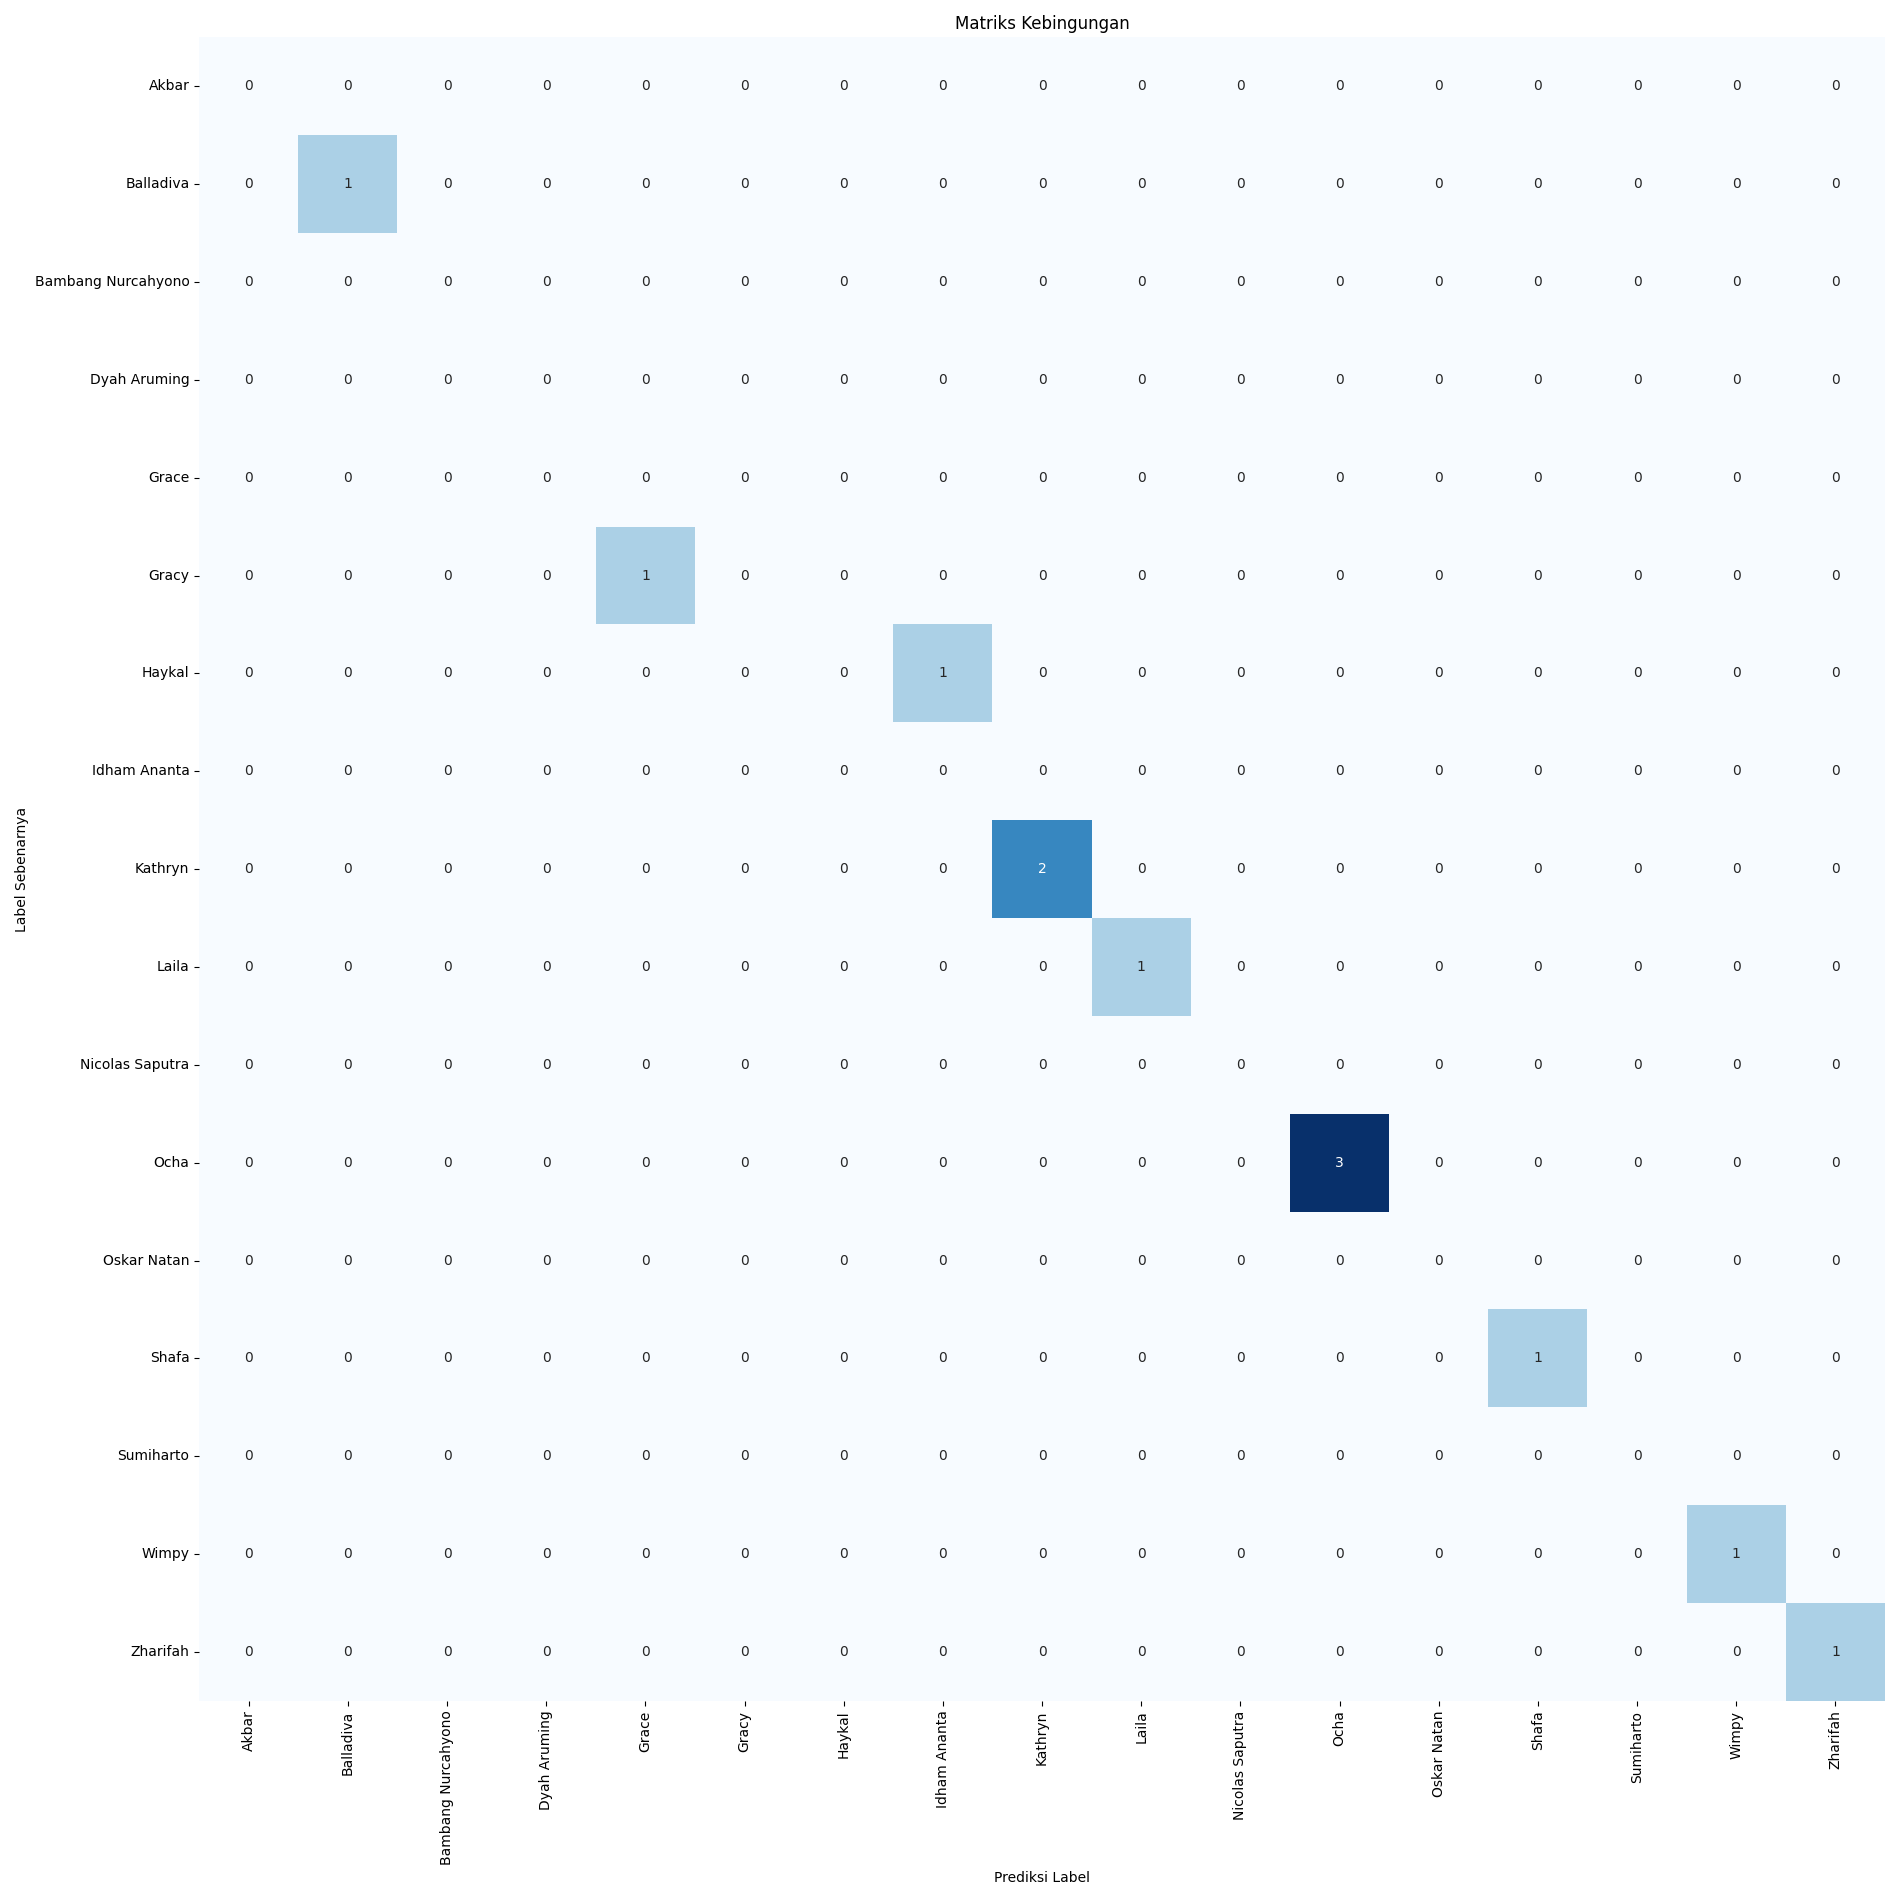 Matriks Kebingungan
Akbar 0 0 0 0 0 0 0 0 0 0 0 0 0 0 0 0 0
Balladiva 0 1 0 0 0 0 0 0 0 0 0 0 0 0 0 0 0
Bambang Nurcahyono 0 0 0 0 0 0 0 0 0 0 0 0 0 0 0 0 0
Dyah Aruming 0 0 0 0 0 0 0 0 0 0 0 0 0 0 0 0 0
Grace 0 0 0 0 0 0 0 0 0 0 0 0 0 0 0 0 0
Gracy 0 0 0 0 1 0 0 0 0 0 0 0 0 0 0 0 0
Haykal 0 0 0 0 0 0 0 1 0 0 0 0 0 0 0 0 0
Idham Ananta 0 0 0 0 0 0 0 0 0 0 0 0 0 0 0 0 0
Kathryn 0 0 0 0 0 0 0 0 2 0 0 0 0 0 0 0 0
Laila 0 0 0 0 0 0 0 0 0 1 0 0 0 0 0 0 0
Nicolas Saputra 0 0 0 0 0 0 0 0 0 0 0 0 0 0 0 0 0
Ocha 0 0 0 0 0 0 0 0 0 0 0 3 0 0 0 0 0
Oskar Natan 0 0 0 0 0 0 0 0 0 0 0 0 0 0 0 0 0
Shafa 0 0 0 0 0 0 0 0 0 0 0 0 0 1 0 0 0
Sumiharto 0 0 0 0 0 0 0 0 0 0 0 0 0 0 0 0 0
Wimpy 0 0 0 0 0 0 0 0 0 0 0 0 0 0 0 1 0
Zharifah 0 0 0 0 0 0 0 0 0 0 0 0 0 0 0 0 1
Label Sebenarnya
Akbar
Balladiva
Bambang Nurcahyono
Dyah Aruming
Grace
Gracy
Haykal
Idham Ananta
Kathryn
Laila
Nicolas Saputra
Ocha
Oskar Natan
Shafa
Sumiharto
Wimpy
Zharifah
Prediksi Label